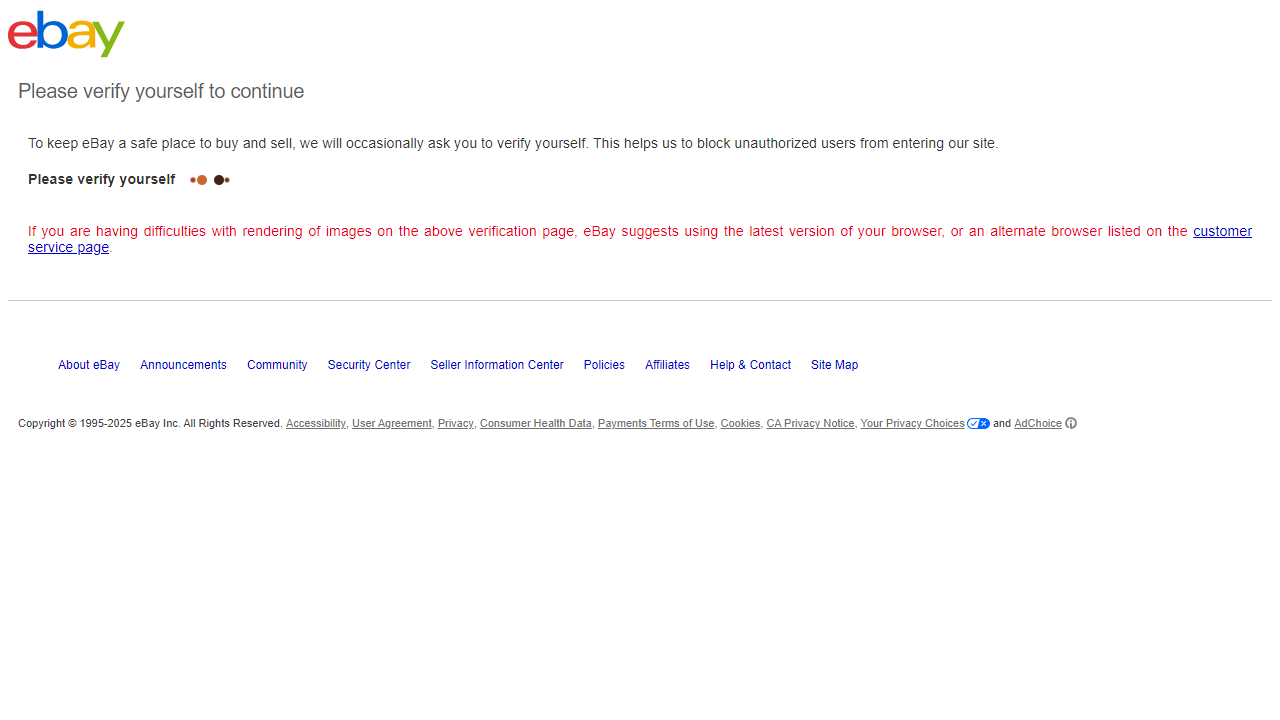 ebay
Please verify yourself to continue
To keep eBay a safe place to buy and sell, we will occasionally ask you to verify yourself. This helps us to block unauthorized users from entering our site.
Please verify yourself
If you are having difficulties with rendering of images on the above verification page, eBay suggests using the latest version of your browser, or an alternate browser listed on the customer
service page.
About eBay Announcements Community Security Center Seller Information Center Policies Affiliates Help & Contact Site Map
Copyright © 1995-2025 eBay Inc. All Rights Reserved. Accessibility, User Agreement, Privacy, Consumer Health Data, Payments Terms of Use, Cookies, CA Privacy Notice, Your Privacy Choices and AdChoice